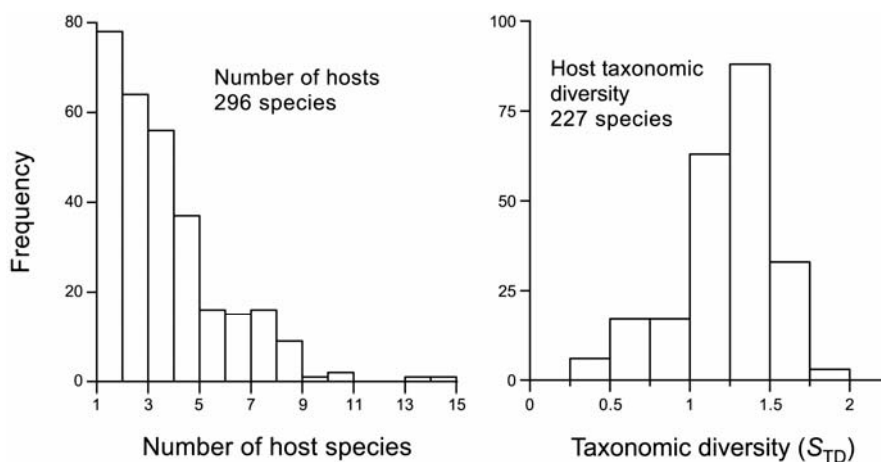 Frequency
80
60
40
20
0
1 3 5 7 9 11 13 15
Number of hosts
296 species
Number of host species
100
75
50
25
0
0 0.5 1 1.5 2
Host taxonomic
diversity
227 species
Taxonomic diversity (STD)